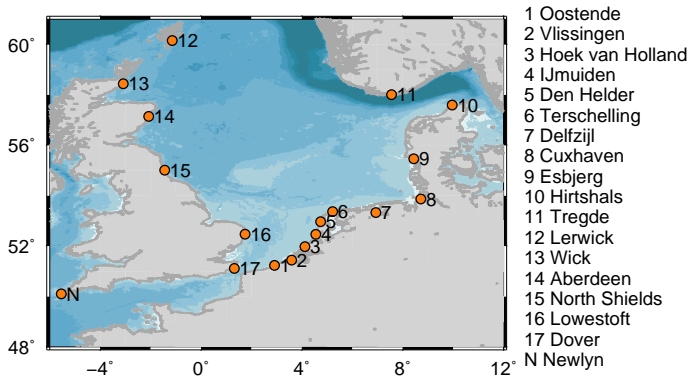 60°
56°
52°
48°
−4°
0°
4°
8°
12°
12
13
14
15
16
17
N
1
2
3
4
5
6
7
8
9
10
11
1 Oostende
2 Vlissingen
3 Hoek van Holland
4 IJmuiden
5 Den Helder
6 Terschelling
7 Delfzijl
8 Cuxhaven
9 Esbjerg
10 Hirtshals
11 Tregde
12 Lerwick
13 Wick
14 Aberdeen
15 North Shields
16 Lowestoft
17 Dover
N Newlyn